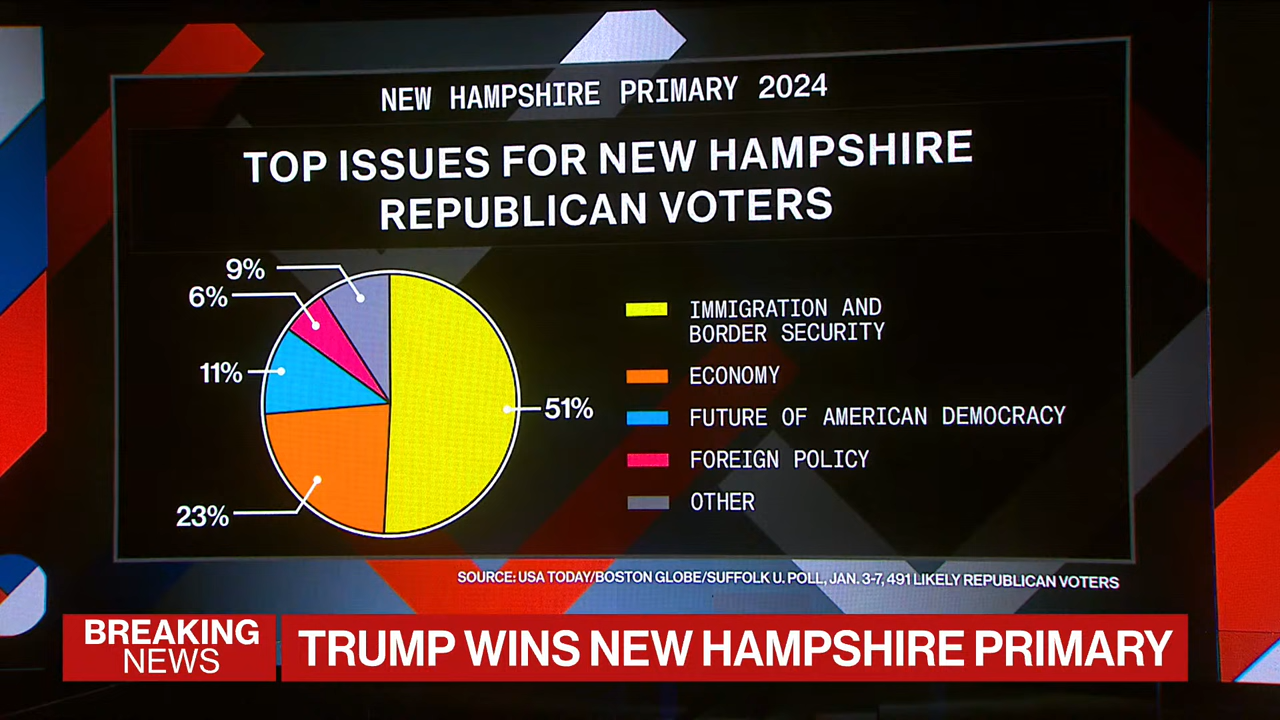 NEW HAMPSHIRE PRIMARY 2024
TOP ISSUES FOR NEW HAMPSHIRE
REPUBLICAN VOTERS
9%
6%
11%
23%
51%
IMMIGRATION AND
BORDER SECURITY
ECONOMY
FUTURE OF AMERICAN DEMOCRACY
FOREIGN POLICY
OTHER
SOURCE: USA TODAY/BOSTON GLOBE/SUFFOLK U. POLL, JAN. 3-7, 491 LIKELY REPUBLICAN VOTERS
BREAKING
NEWS
TRUMP WINS NEW HAMPSHIRE PRIMARY